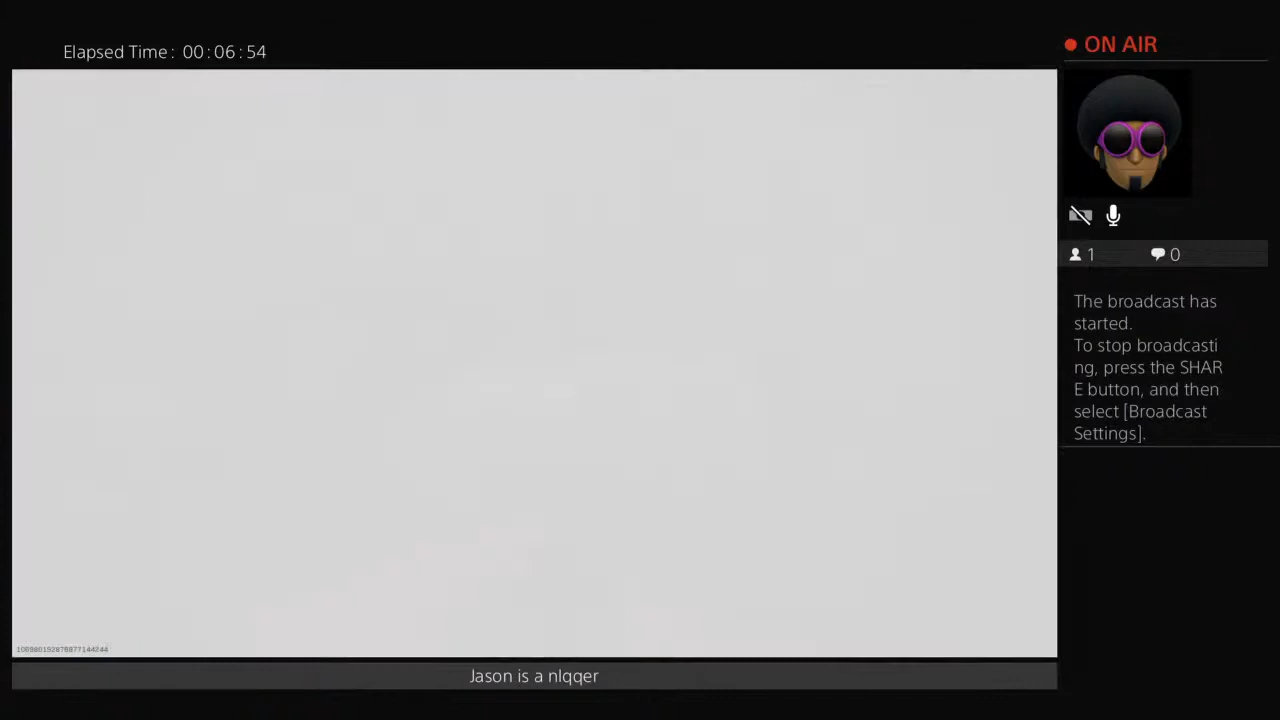 Elapsed Time: 00:06:54
ON AIR
1
0
The broadcast has
started.
To stop broadcasti
ng, press the SHAR
E button, and then
select [Broadcast
Settings].
Jason is a nlqqer